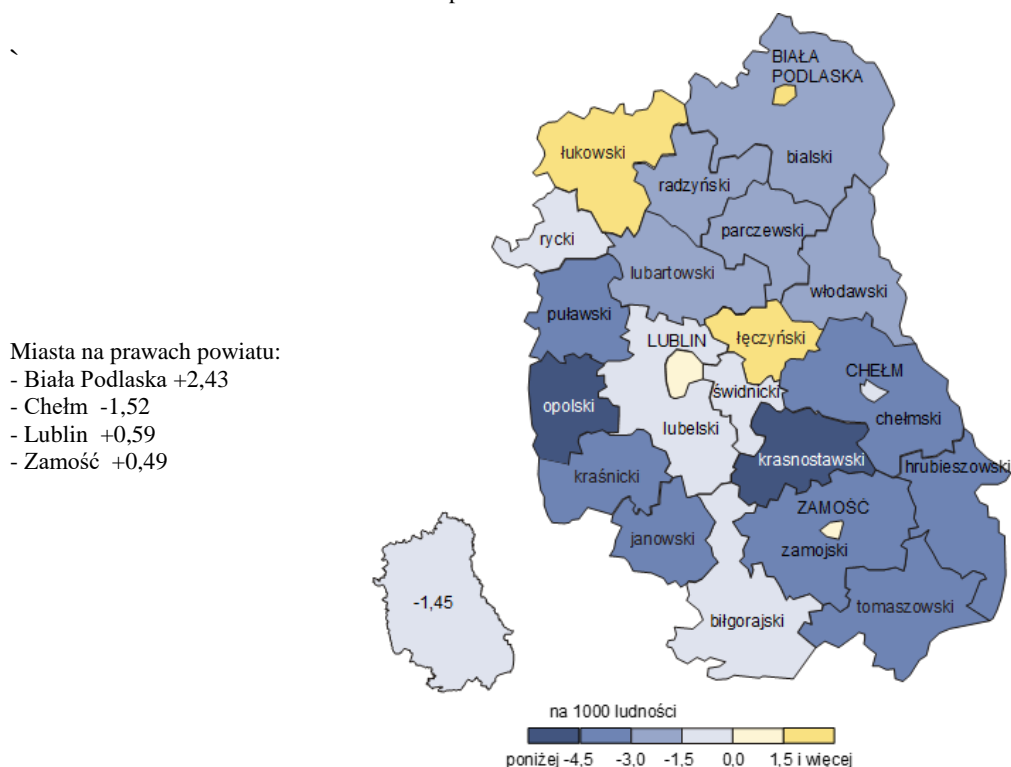 `
Miasta na prawach powiatu:
- Biała Podlaska +2,43
- Chełm -1,52
- Lublin +0,59
- Zamość +0,49
BIAŁA
PODLASKA
łukowski
bialski
radzyński
parczewski
rycki
lubartowski
włodawski
puławski
LUBLIN
łęczyński
CHEŁM
świdnicki
opolski
chełmski
lubelski
krasnostawski
hrubieszowski
kraśnicki
ZAMOŚĆ
janowski
zamojski
-1,45
tomaszowski
biłgorajski
na 1000 ludności
poniżej -4,5 -3,0 -1,5 0,0 1,5 i więcej